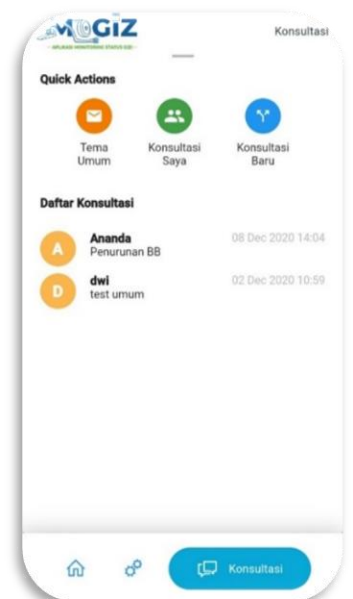 MOGIZ
Konsultasi
- APLIKASI MONITORING STATUS GIZI -
Quick Actions
Tema
Umum
Konsultasi
Saya
Konsultasi
Baru
Daftar Konsultasi
A
Ananda
08 Dec 2020 14:04
Penurunan BB
D
dwi
02 Dec 2020 10:59
test umum
Konsultasi